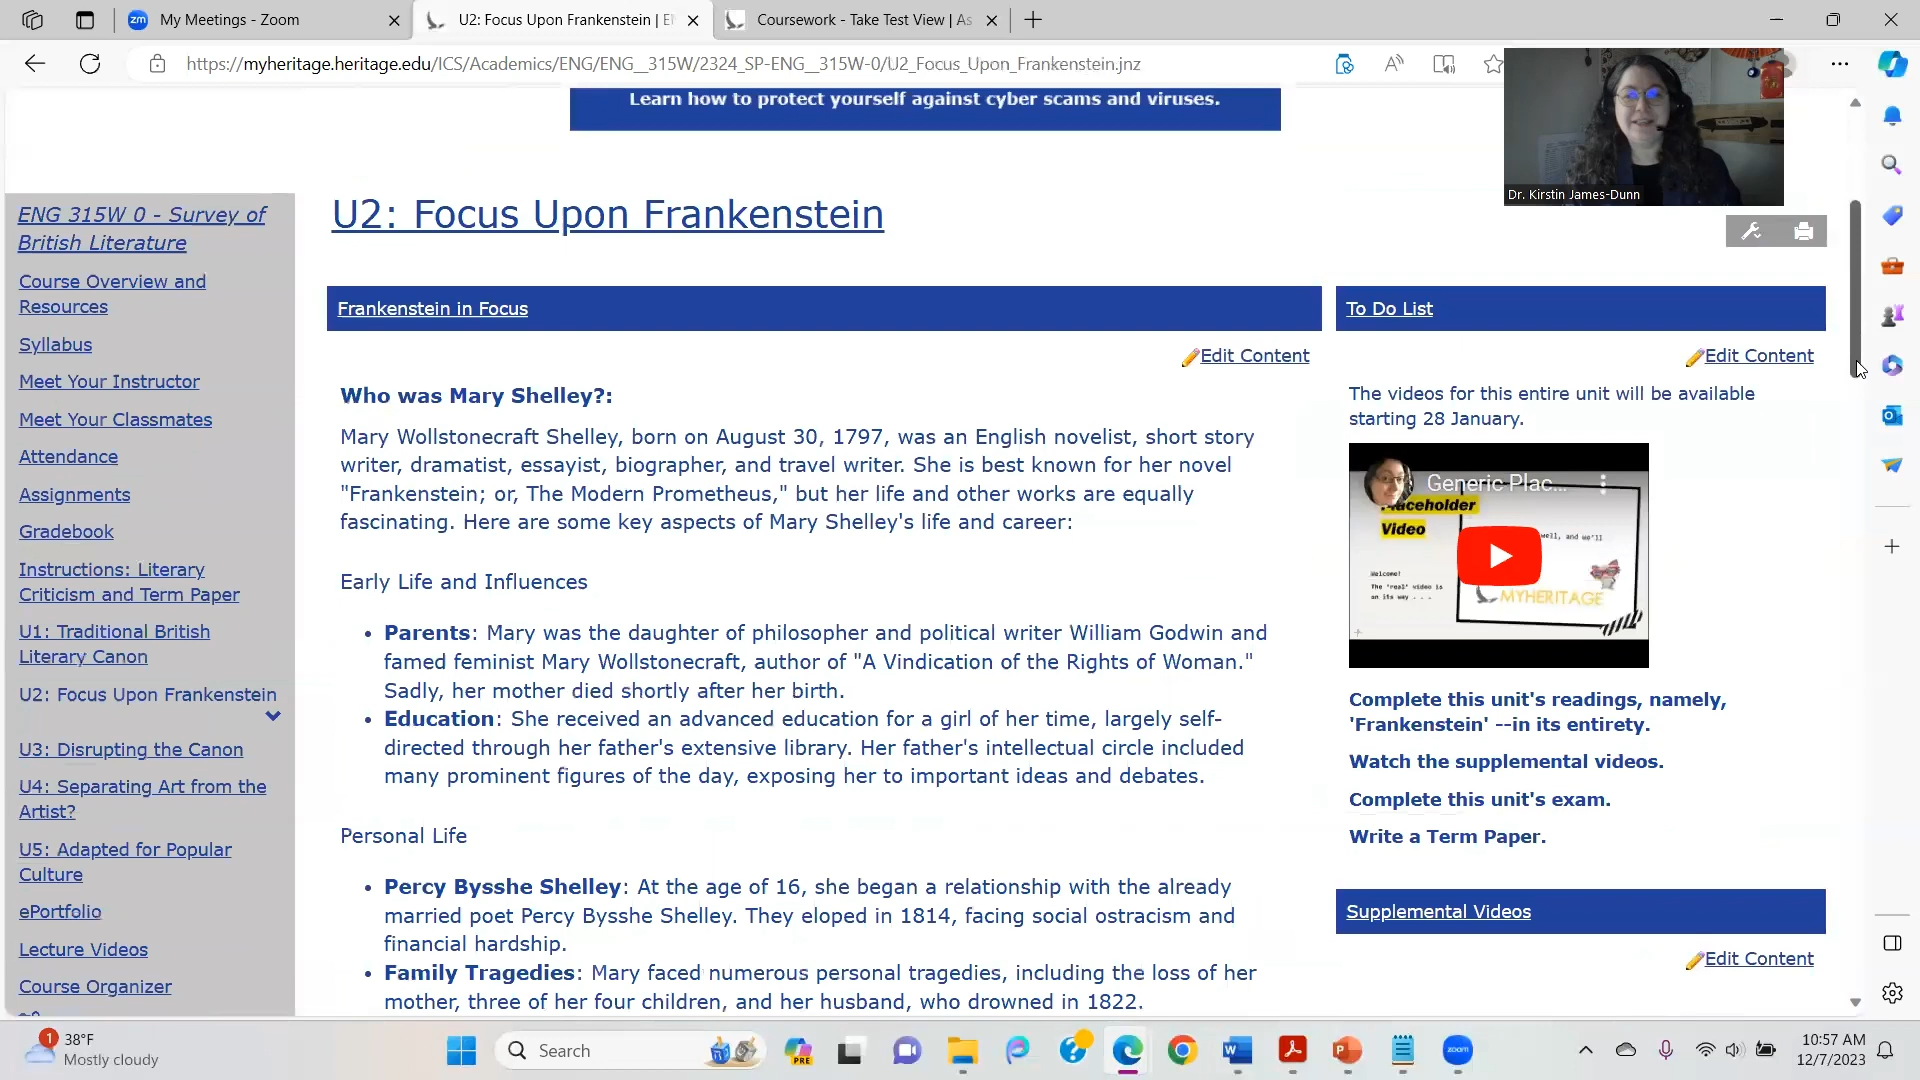 My Meetings - Zoom
U2: Focus Upon Frankenstein | E
Coursework - Take Test View | As
https://myheritage.heritage.edu/ICS/Academics/ENG/ENG__315W/2324_SP-ENG__315W-0/U2_Focus_Upon_Frankenstein.jnz
Learn how to protect yourself against cyber scams and viruses.
Dr. Kirstin James-Dunn
ENG 315W 0 - Survey of
British Literature
Course Overview and
Resources
Syllabus
Meet Your Instructor
Meet Your Classmates
Attendance
Assignments
Gradebook
Instructions: Literary
Criticism and Term Paper
U1: Traditional British
Literary Canon
U2: Focus Upon Frankenstein
U3: Disrupting the Canon
U4: Separating Art from the
Artist?
U5: Adapted for Popular
Culture
ePortfolio
Lecture Videos
Course Organizer
U2: Focus Upon Frankenstein
Frankenstein in Focus
Edit Content
Who was Mary Shelley?:
Mary Wollstonecraft Shelley, born on August 30, 1797, was an English novelist, short story
writer, dramatist, essayist, biographer, and travel writer. She is best known for her novel
"Frankenstein; or, The Modern Prometheus," but her life and other works are equally
fascinating. Here are some key aspects of Mary Shelley's life and career:
Early Life and Influences
• Parents: Mary was the daughter of philosopher and political writer William Godwin and
famed feminist Mary Wollstonecraft, author of "A Vindication of the Rights of Woman."
Sadly, her mother died shortly after her birth.
• Education: She received an advanced education for a girl of her time, largely self-
directed through her father's extensive library. Her father's intellectual circle included
many prominent figures of the day, exposing her to important ideas and debates.
Personal Life
• Percy Bysshe Shelley: At the age of 16, she began a relationship with the already
married poet Percy Bysshe Shelley. They eloped in 1814, facing social ostracism and
financial hardship.
• Family Tragedies: Mary faced numerous personal tragedies, including the loss of her
mother, three of her four children, and her husband, who drowned in 1822.
To Do List
Edit Content
The videos for this entire unit will be available
starting 28 January.
Generic Plac...
Placeholder
Video
well, and we'll
Welcome!
The 'real' video is
on its way . . .
MYHERITAGE
Complete this unit's readings, namely,
'Frankenstein' --in its entirety.
Watch the supplemental videos.
Complete this unit's exam.
Write a Term Paper.
Supplemental Videos
Edit Content
1
38°F
Mostly cloudy
Search
PRE
zoom
10:57 AM
12/7/2023